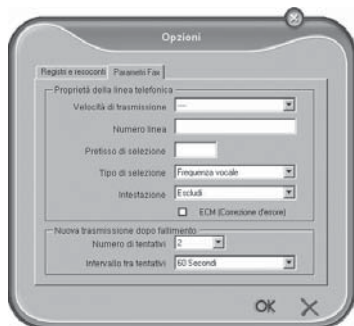 Opzioni
Registri e resoconti Parametri Fax
Proprietà della linea telefonica
Velocità di trasmissione ---
Numero linea
Prefisso di selezione
Tipo di selezione Frequenza vocale
Intestazione Escludi
ECM (Correzione d'errore)
Nuova trasmissione dopo fallimento
Numero di tentativi 2
Intervallo tra tentativi 60 Secondi
OK